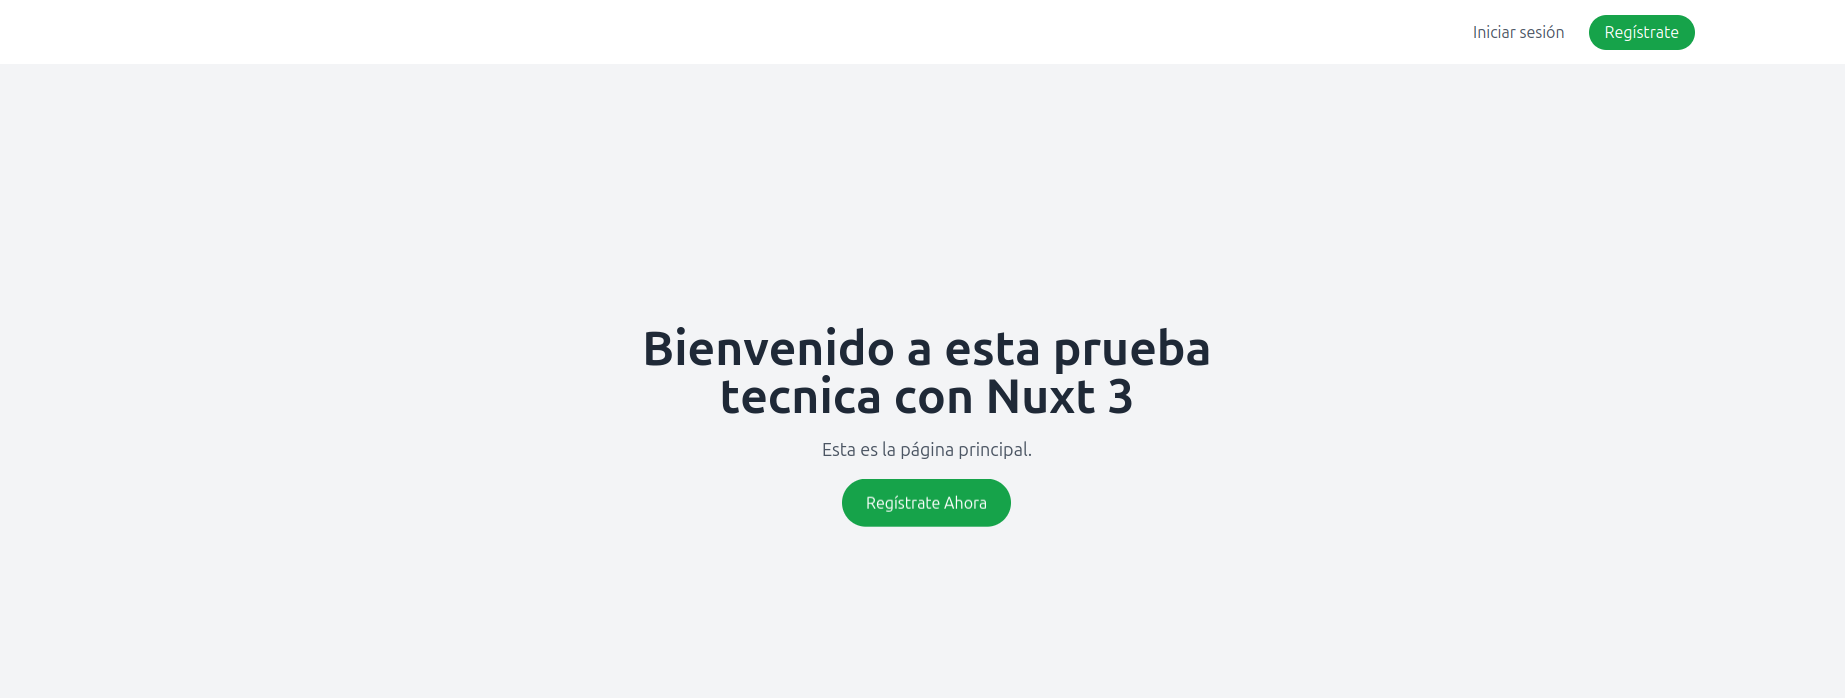 Iniciar sesión
Regístrate
Bienvenido a esta prueba
tecnica con Nuxt 3
Esta es la página principal.
Regístrate Ahora